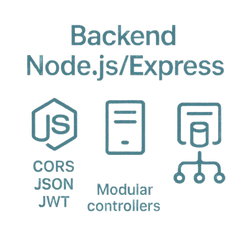 Backend
Node.js/Express
JS
CORS
JSON
JWT
Modular
controllers